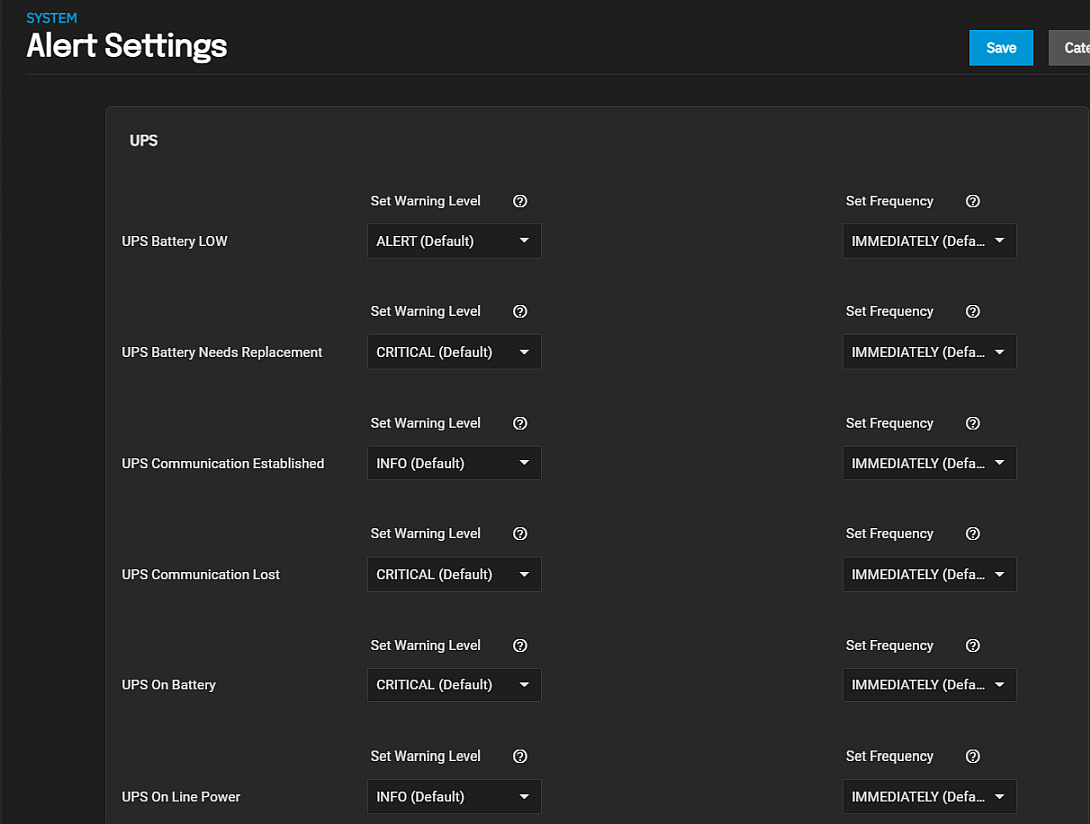 SYSTEM
Alert Settings
Save
Cate
UPS
Set Warning Level
Set Frequency
UPS Battery LOW
ALERT (Default)
IMMEDIATELY (Defa...
Set Warning Level
Set Frequency
UPS Battery Needs Replacement
CRITICAL (Default)
IMMEDIATELY (Defa...
Set Warning Level
Set Frequency
UPS Communication Established
INFO (Default)
IMMEDIATELY (Defa...
Set Warning Level
Set Frequency
UPS Communication Lost
CRITICAL (Default)
IMMEDIATELY (Defa...
Set Warning Level
Set Frequency
UPS On Battery
CRITICAL (Default)
IMMEDIATELY (Defa...
Set Warning Level
Set Frequency
UPS On Line Power
INFO (Default)
IMMEDIATELY (Defa...